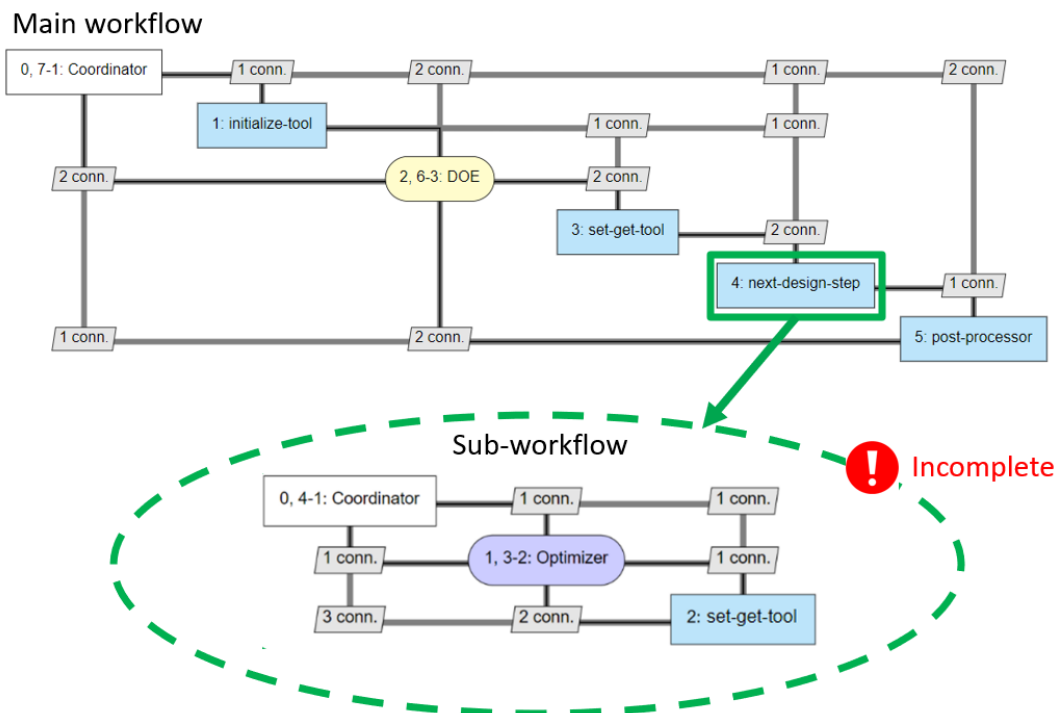 Main workflow
0, 7-1: Coordinator
1 conn.
2 conn.
1 conn.
2 conn.
1: initialize-tool
1 conn.
1 conn.
2 conn.
2, 6-3: DOE
2 conn.
3: set-get-tool
2 conn.
4: next-design-step
1 conn.
1 conn.
2 conn.
5: post-processor
Sub-workflow
! Incomplete
0, 4-1: Coordinator
1 conn.
1 conn.
1 conn.
1, 3-2: Optimizer
1 conn.
3 conn.
2 conn.
2: set-get-tool